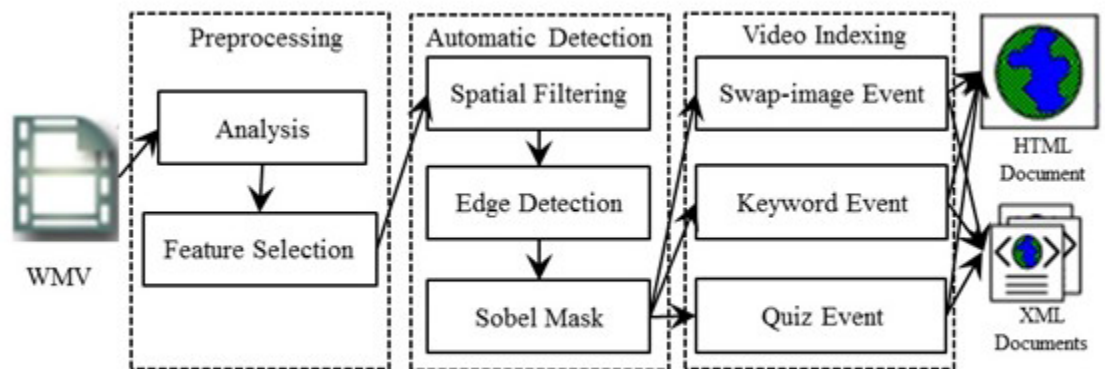 WMV
Preprocessing
Analysis
Feature Selection
Automatic Detection
Spatial Filtering
Edge Detection
Sobel Mask
Video Indexing
Swap-image Event
Keyword Event
Quiz Event
HTML
Document
XML
Documents